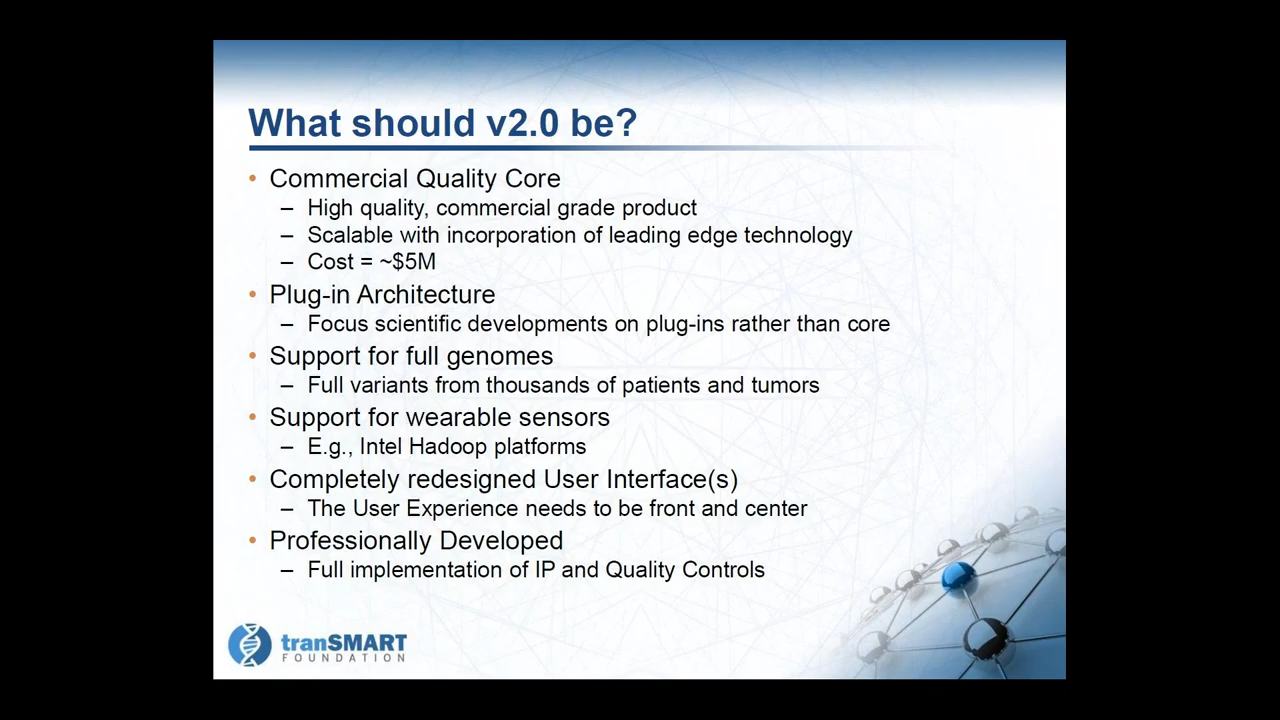 What should v2.0 be?
• Commercial Quality Core
– High quality, commercial grade product
– Scalable with incorporation of leading edge technology
– Cost = ~$5M
• Plug-in Architecture
– Focus scientific developments on plug-ins rather than core
• Support for full genomes
– Full variants from thousands of patients and tumors
• Support for wearable sensors
– E.g., Intel Hadoop platforms
• Completely redesigned User Interface(s)
– The User Experience needs to be front and center
• Professionally Developed
– Full implementation of IP and Quality Controls
tranSMART
FOUNDATION